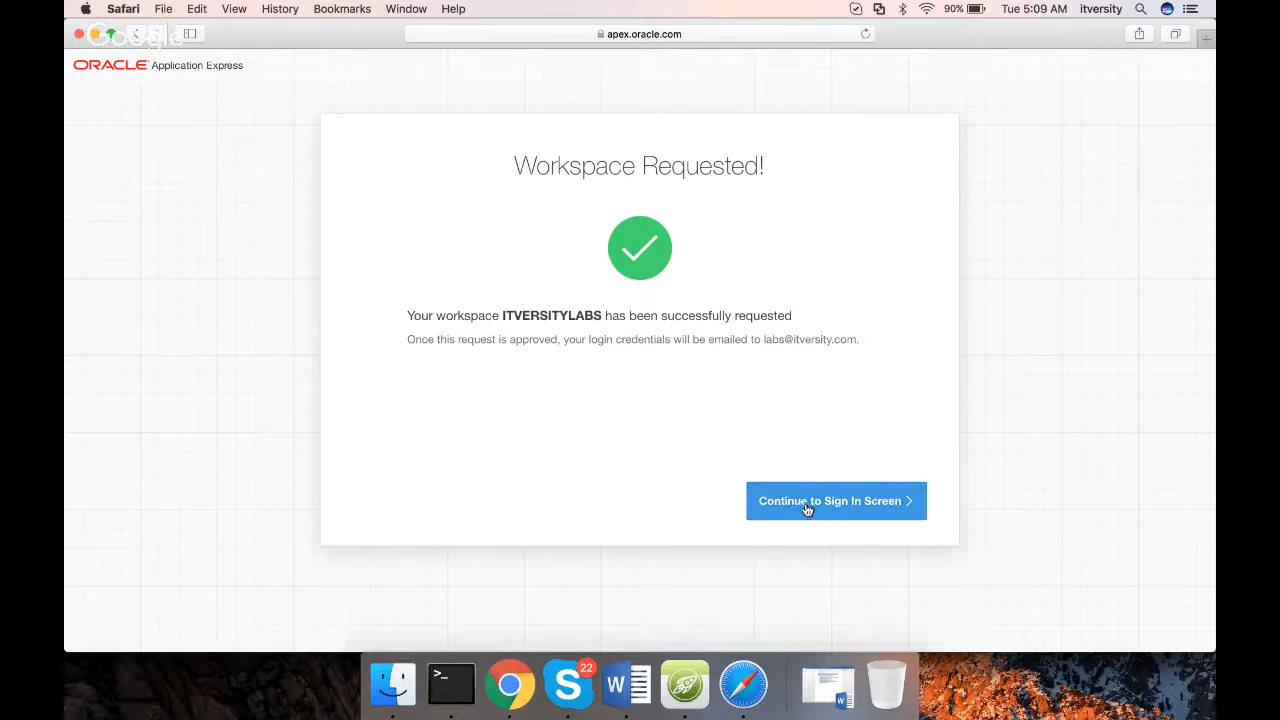 Safari File Edit View History Bookmarks Window Help 90% Tue 5:09 AM itversity
Google
apex.oracle.com
ORACLE Application Express
Workspace Requested!
Your workspace ITVERSITYLABS has been successfully requested
Once this request is approved, your login credentials will be emailed to labs@itversity.com.
Continue to Sign In Screen
>_
S
22
W
W